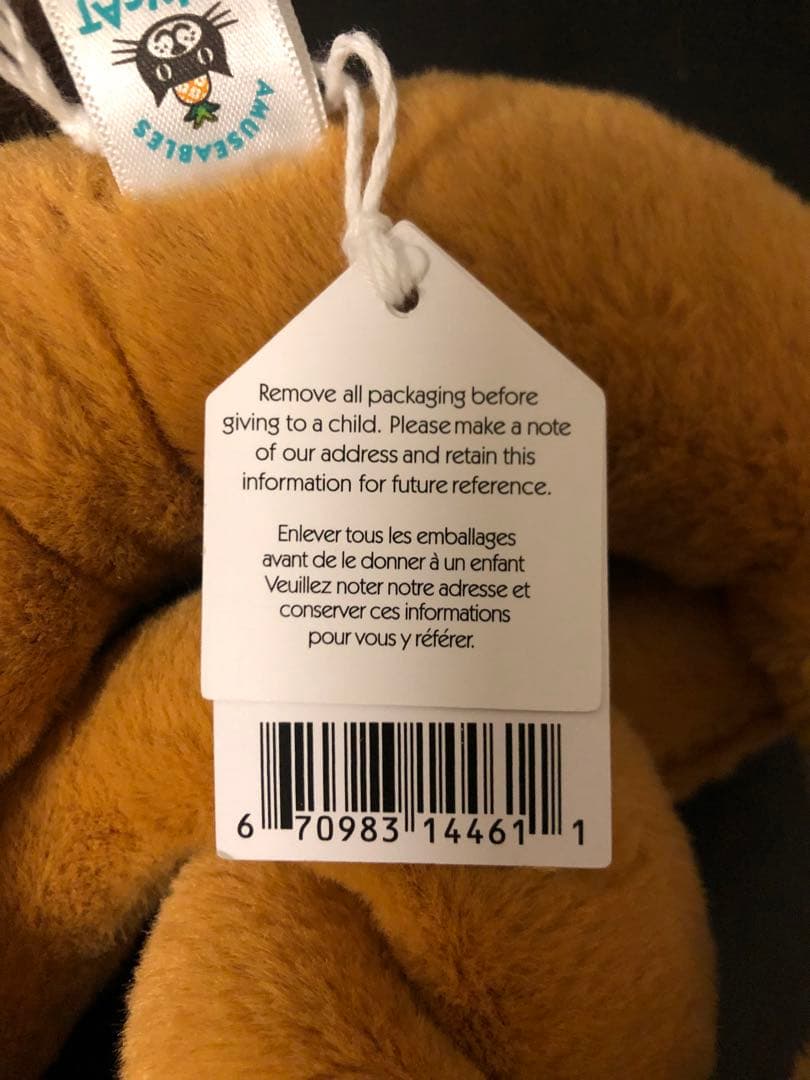 AMUSEABLES
Remove all packaging before
giving to a child. Please make a note
of our address and retain this
information for future reference.
Enlever tous les emballages
avant de le donner à un enfant
Veuillez noter notre adresse et
conserver ces informations
pour vous y référer.
6 70983 14461 1